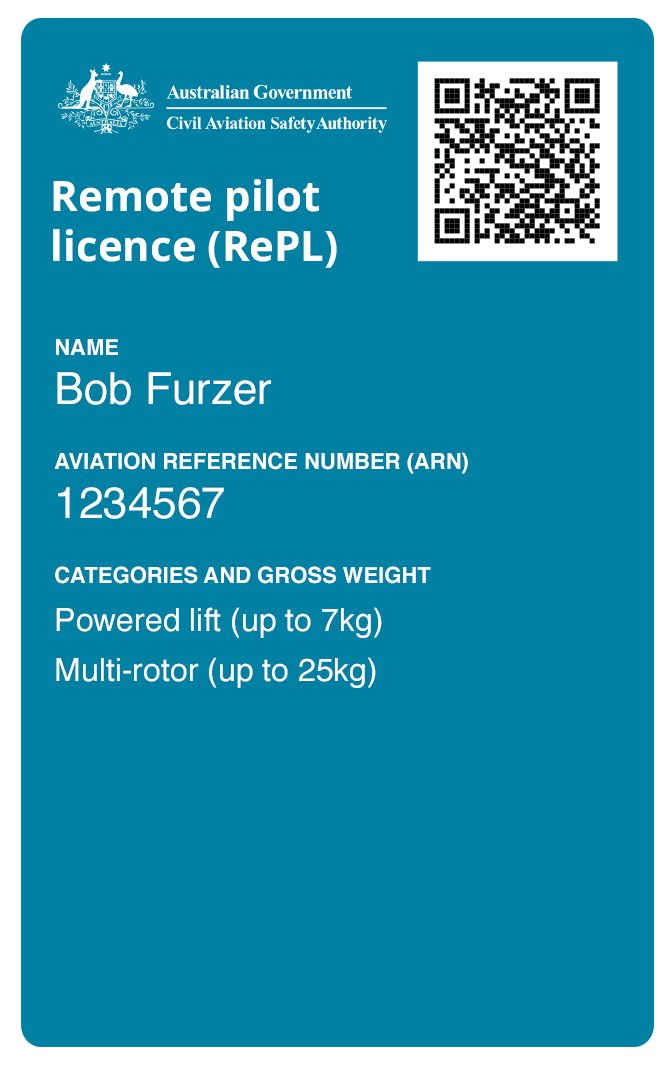 Australian Government
Civil Aviation Safety Authority
Remote pilot
licence (RePL)
NAME
Bob Furzer
AVIATION REFERENCE NUMBER (ARN)
1234567
CATEGORIES AND GROSS WEIGHT
Powered lift (up to 7kg)
Multi-rotor (up to 25kg)